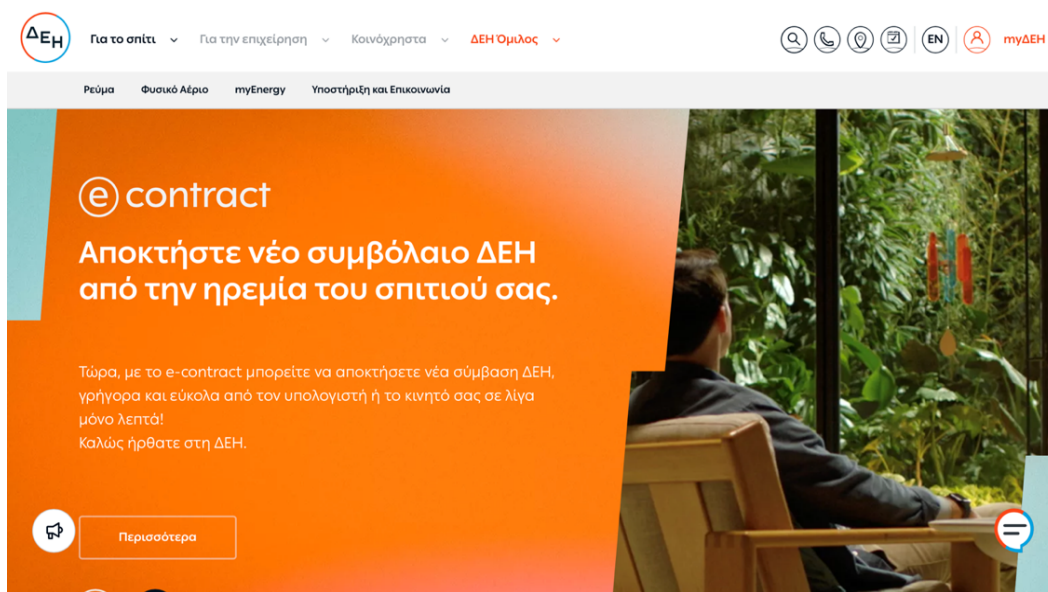 ΔΕΗ
Για το σπίτι
Για την επιχείρηση
Κοινόχρηστα
ΔΕΗ Όμιλος
EN
myΔΕΗ
Ρεύμα
Φυσικό Αέριο
myEnergy
Υποστήριξη και Επικοινωνία
e contract
Αποκτήστε νέο συμβόλαιο ΔΕΗ
από την ηρεμία του σπιτιού σας.
Τώρα, με το e-contract μπορείτε να αποκτήσετε νέα σύμβαση ΔΕΗ,
γρήγορα και εύκολα από τον υπολογιστή ή το κινητό σας σε λίγα
μόνο λεπτά!
Καλώς ήρθατε στη ΔΕΗ.
Περισσότερα